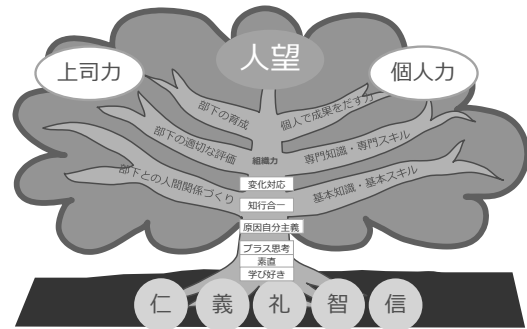 人望
上司力
個人力
部下の育成
個人で成果をだす力
部下の適切な評価
組織力
専門知識・専門スキル
部下との人間関係づくり
変化対応
基本知識・基本スキル
知行合一
原因自分主義
プラス思考
素直
学び好き
仁 義 礼 智 信